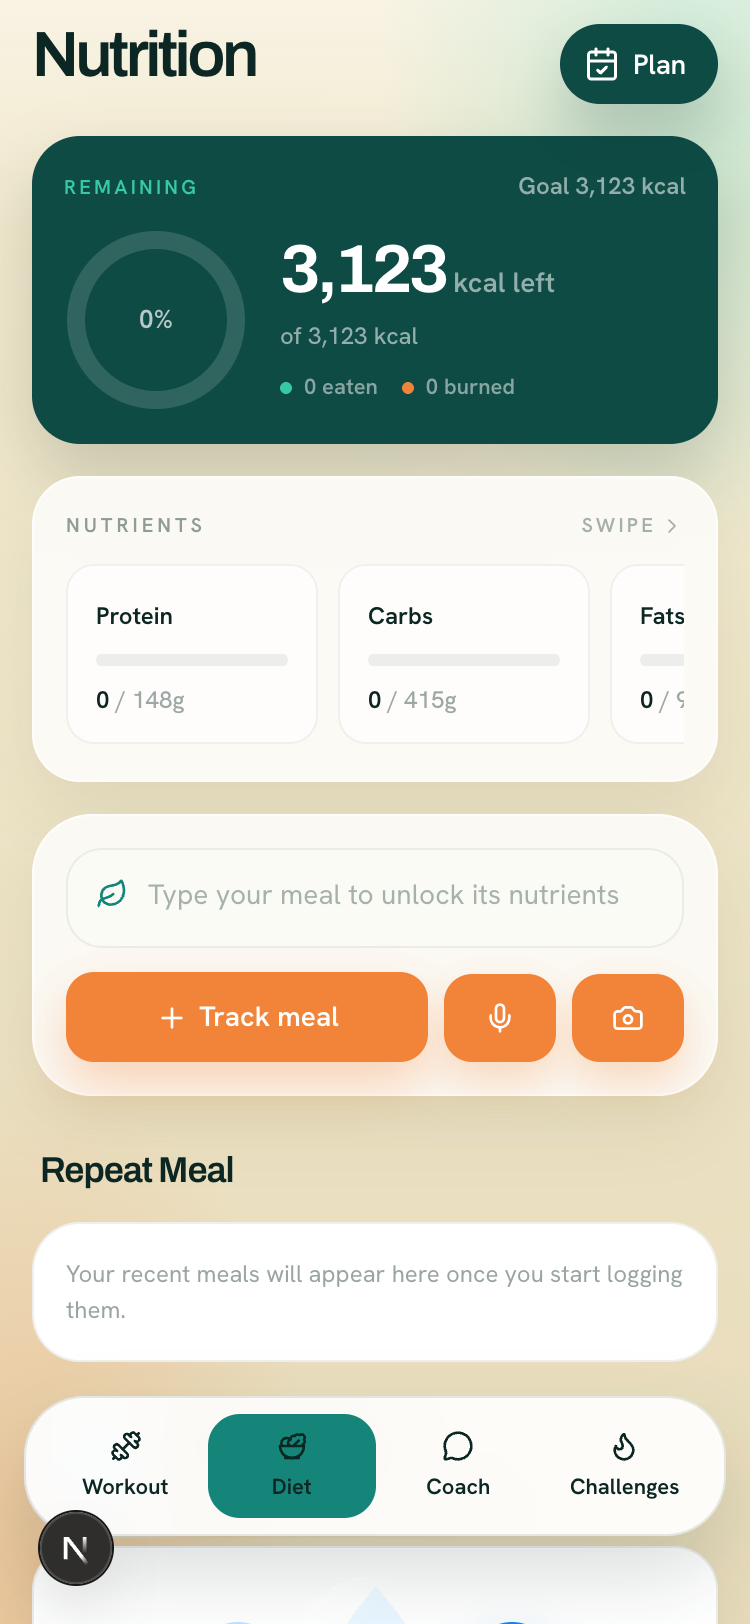 Nutrition
Plan
REMAINING
Goal 3,123 kcal
0%
3,123 kcal left
of 3,123 kcal
0 eaten
0 burned
NUTRIENTS
SWIPE
Protein
0 / 148g
Carbs
0 / 415g
Fats
0 / 9
Type your meal to unlock its nutrients
Track meal
Repeat Meal
Your recent meals will appear here once you start logging
them.
Workout
Diet
Coach
Challenges
N